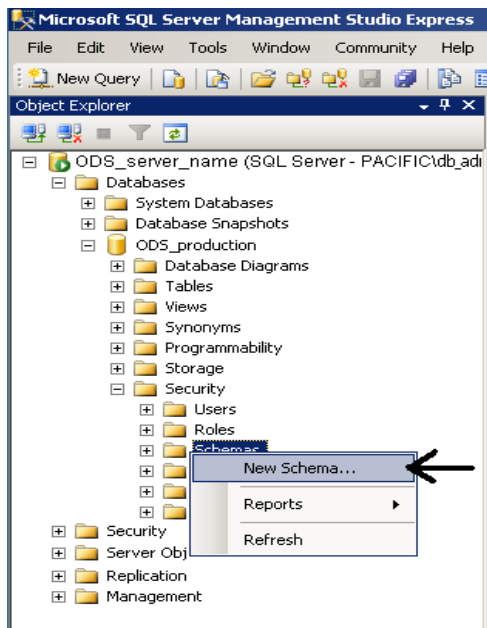 Microsoft SQL Server Management Studio Express
File Edit View Tools Window Community Help
New Query
Object Explorer
ODS_server_name (SQL Server - PACIFIC\db_ad
Databases
System Databases
Database Snapshots
ODS_production
Database Diagrams
Tables
Views
Synonyms
Programmability
Storage
Security
Users
Roles
Schemas
New Schema...
Reports
Refresh
Security
Server Obj
Replication
Management